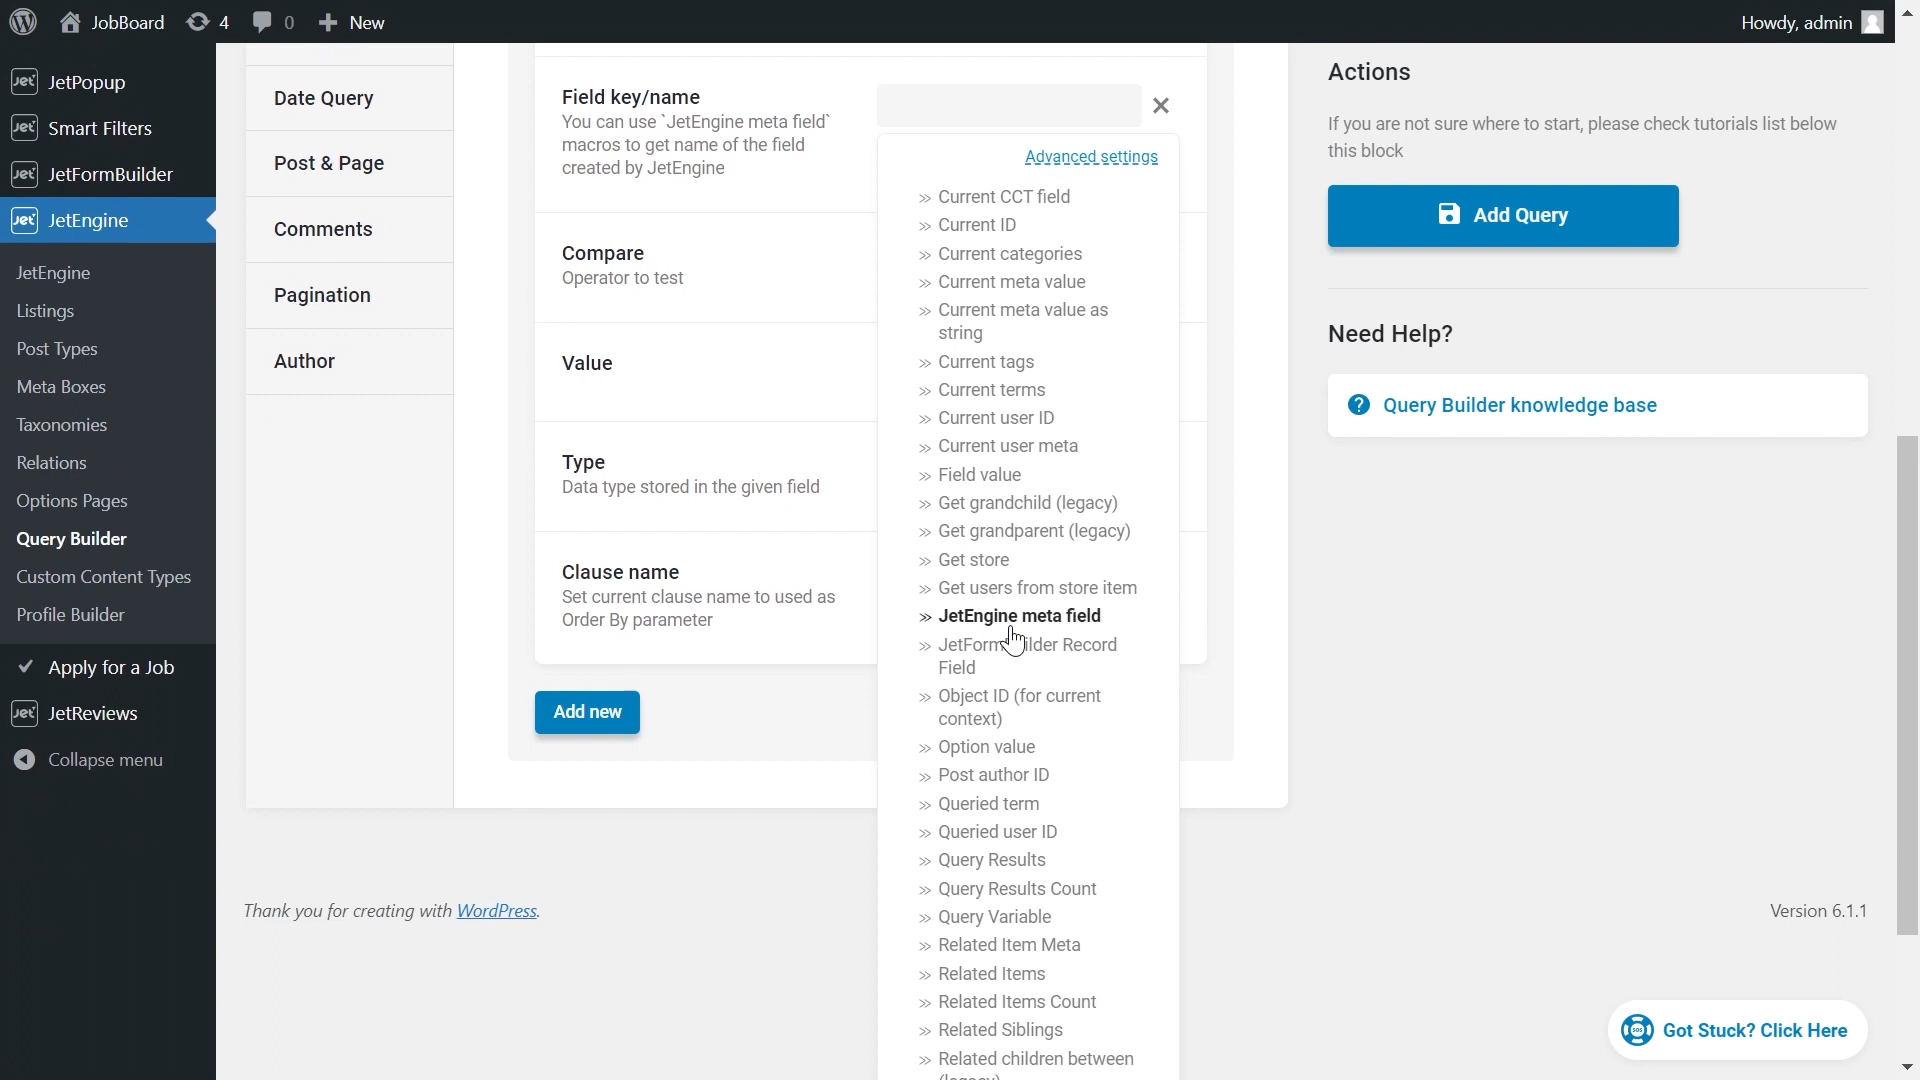 JobBoard 4 0 New Howdy, admin
Jet JetPopup
Jet Smart Filters
Jet JetFormBuilder
Jet JetEngine
JetEngine
Listings
Post Types
Meta Boxes
Taxonomies
Relations
Options Pages
Query Builder
Custom Content Types
Profile Builder
Apply for a Job
Jet JetReviews
Collapse menu
Date Query
Post & Page
Comments
Pagination
Author
Field key/name
You can use `JetEngine meta field`
macros to get name of the field
created by JetEngine
Compare
Operator to test
Value
Type
Data type stored in the given field
Clause name
Set current clause name to used as
Order By parameter
Add new
Advanced settings
» Current CCT field
» Current ID
» Current categories
» Current meta value
» Current meta value as
string
» Current tags
» Current terms
» Current user ID
» Current user meta
» Field value
» Get grandchild (legacy)
» Get grandparent (legacy)
» Get store
» Get users from store item
» JetEngine meta field
» JetFormBuilder Record
Field
» Object ID (for current
context)
» Option value
» Post author ID
» Queried term
» Queried user ID
» Query Results
» Query Results Count
» Query Variable
» Related Item Meta
» Related Items
» Related Items Count
» Related Siblings
» Related children between
(legacy)
Actions
If you are not sure where to start, please check tutorials list below
this block
Add Query
Need Help?
? Query Builder knowledge base
Thank you for creating with WordPress.
Version 6.1.1
SOS Got Stuck? Click Here